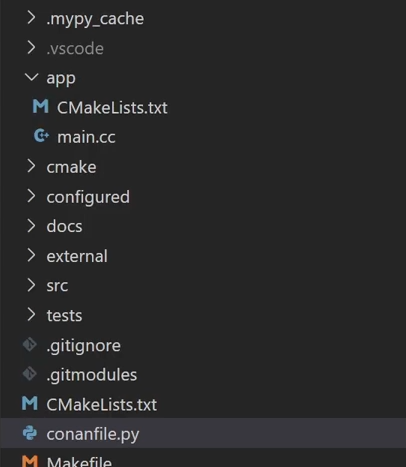 .mypy_cache
.vscode
app
CMakeLists.txt
main.cc
cmake
configured
docs
external
src
tests
.gitignore
.gitmodules
CMakeLists.txt
conanfile.py
Makefile